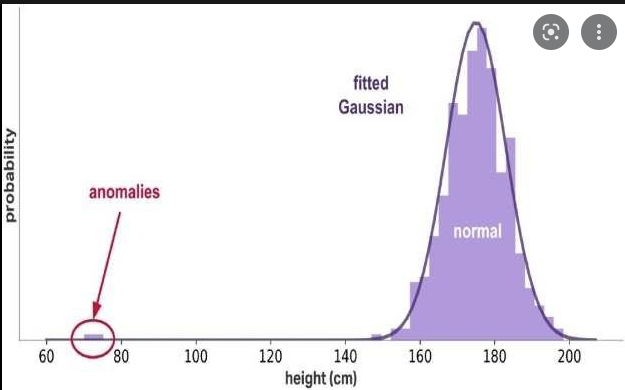 fitted
Gaussian
probability
anomalies
normal
60 80 100 120 140 160 180 200
height (cm)